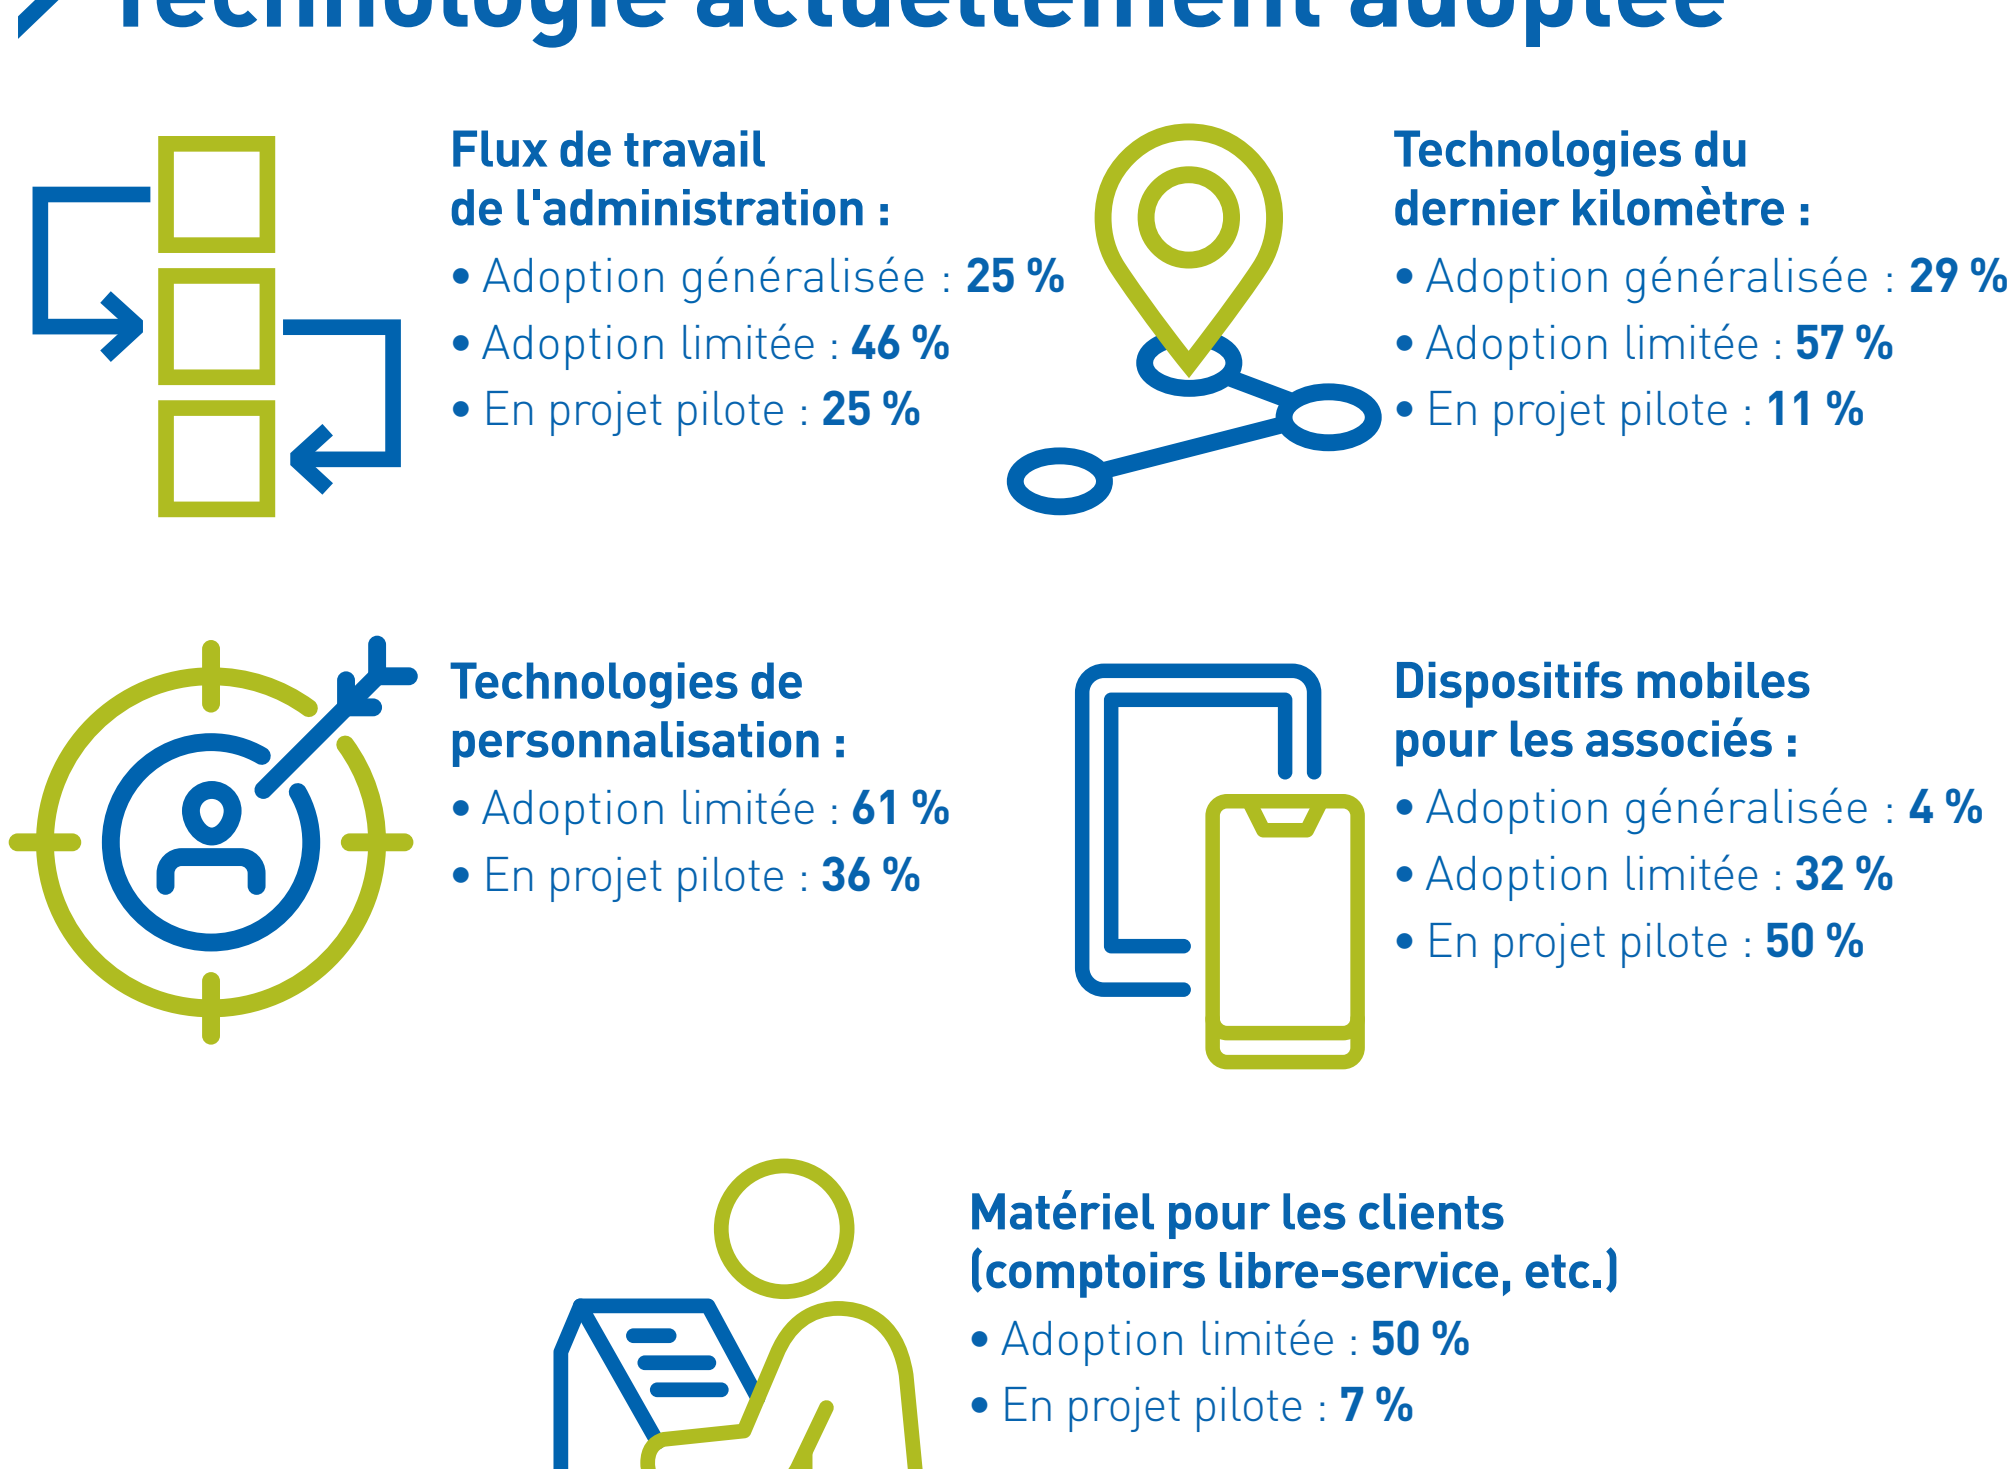 Technologie actuellement adoptée
Flux de travail
de l'administration :
• Adoption généralisée : 25 %
• Adoption limitée : 46 %
• En projet pilote : 25 %
Technologies du
dernier kilomètre :
• Adoption généralisée : 29 %
• Adoption limitée : 57 %
• En projet pilote : 11 %
Technologies de
personnalisation :
• Adoption limitée : 61 %
• En projet pilote : 36 %
Dispositifs mobiles
pour les associés :
• Adoption généralisée : 4 %
• Adoption limitée : 32 %
• En projet pilote : 50 %
Matériel pour les clients
(comptoirs libre-service, etc.)
• Adoption limitée : 50 %
• En projet pilote : 7 %